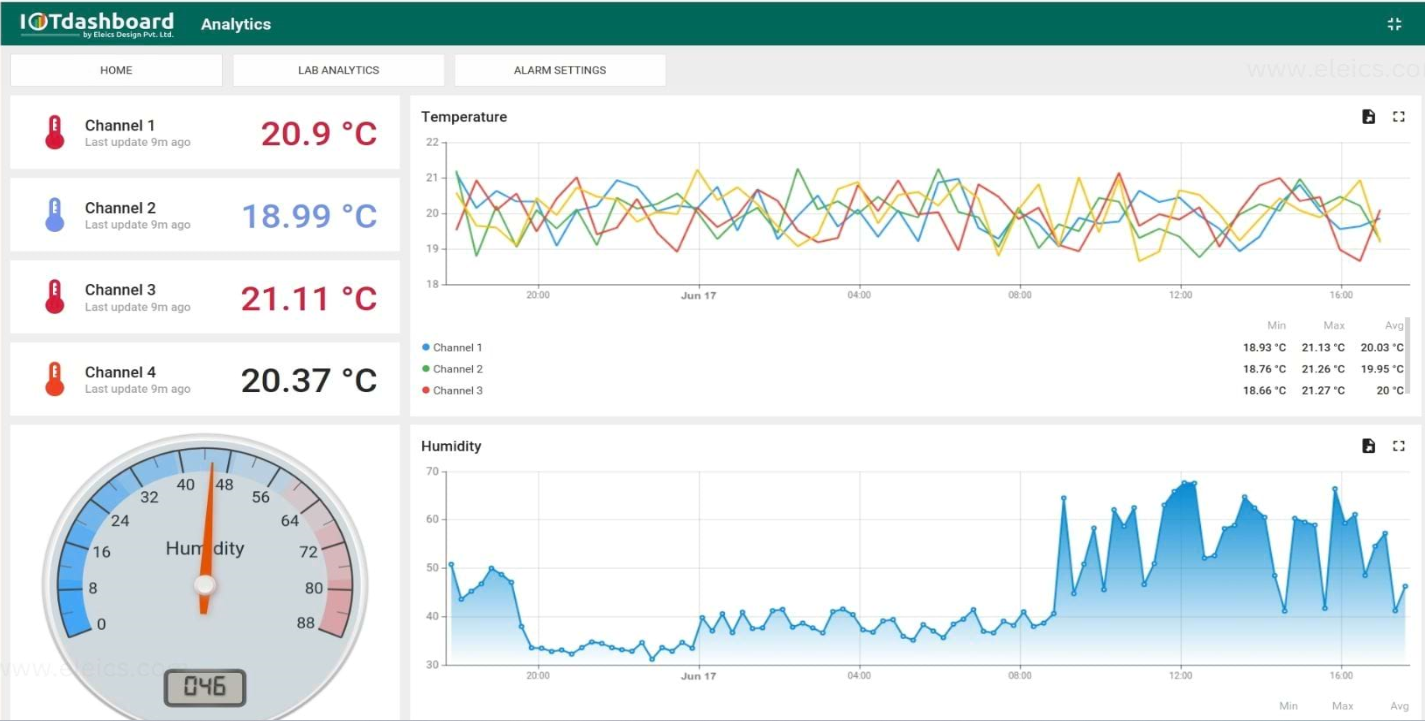 IOTdashboard
by Eleics Design Pvt. Ltd.
Analytics
HOME
LAB ANALYTICS
ALARM SETTINGS
www.eleics.co
Channel 1
Last update 9m ago
20.9 °C
Channel 2
Last update 9m ago
18.99 °C
Channel 3
Last update 9m ago
21.11 °C
Channel 4
Last update 9m ago
20.37 °C
Temperature
22
21
20
19
18
20:00 Jun 17 04:00 08:00 12:00 16:00
Min Max Avg
Channel 1 18.93 °C 21.13 °C 20.03 °C
Channel 2 18.76 °C 21.26 °C 19.95 °C
Channel 3 18.66 °C 21.27 °C 20 °C
0
8
16
24
32
40
48
56
64
72
80
88
Humidity
046
www.eleics.com
Humidity
70
60
50
40
30
20:00 Jun 17 04:00 08:00 12:00 16:00
Min Max Avg